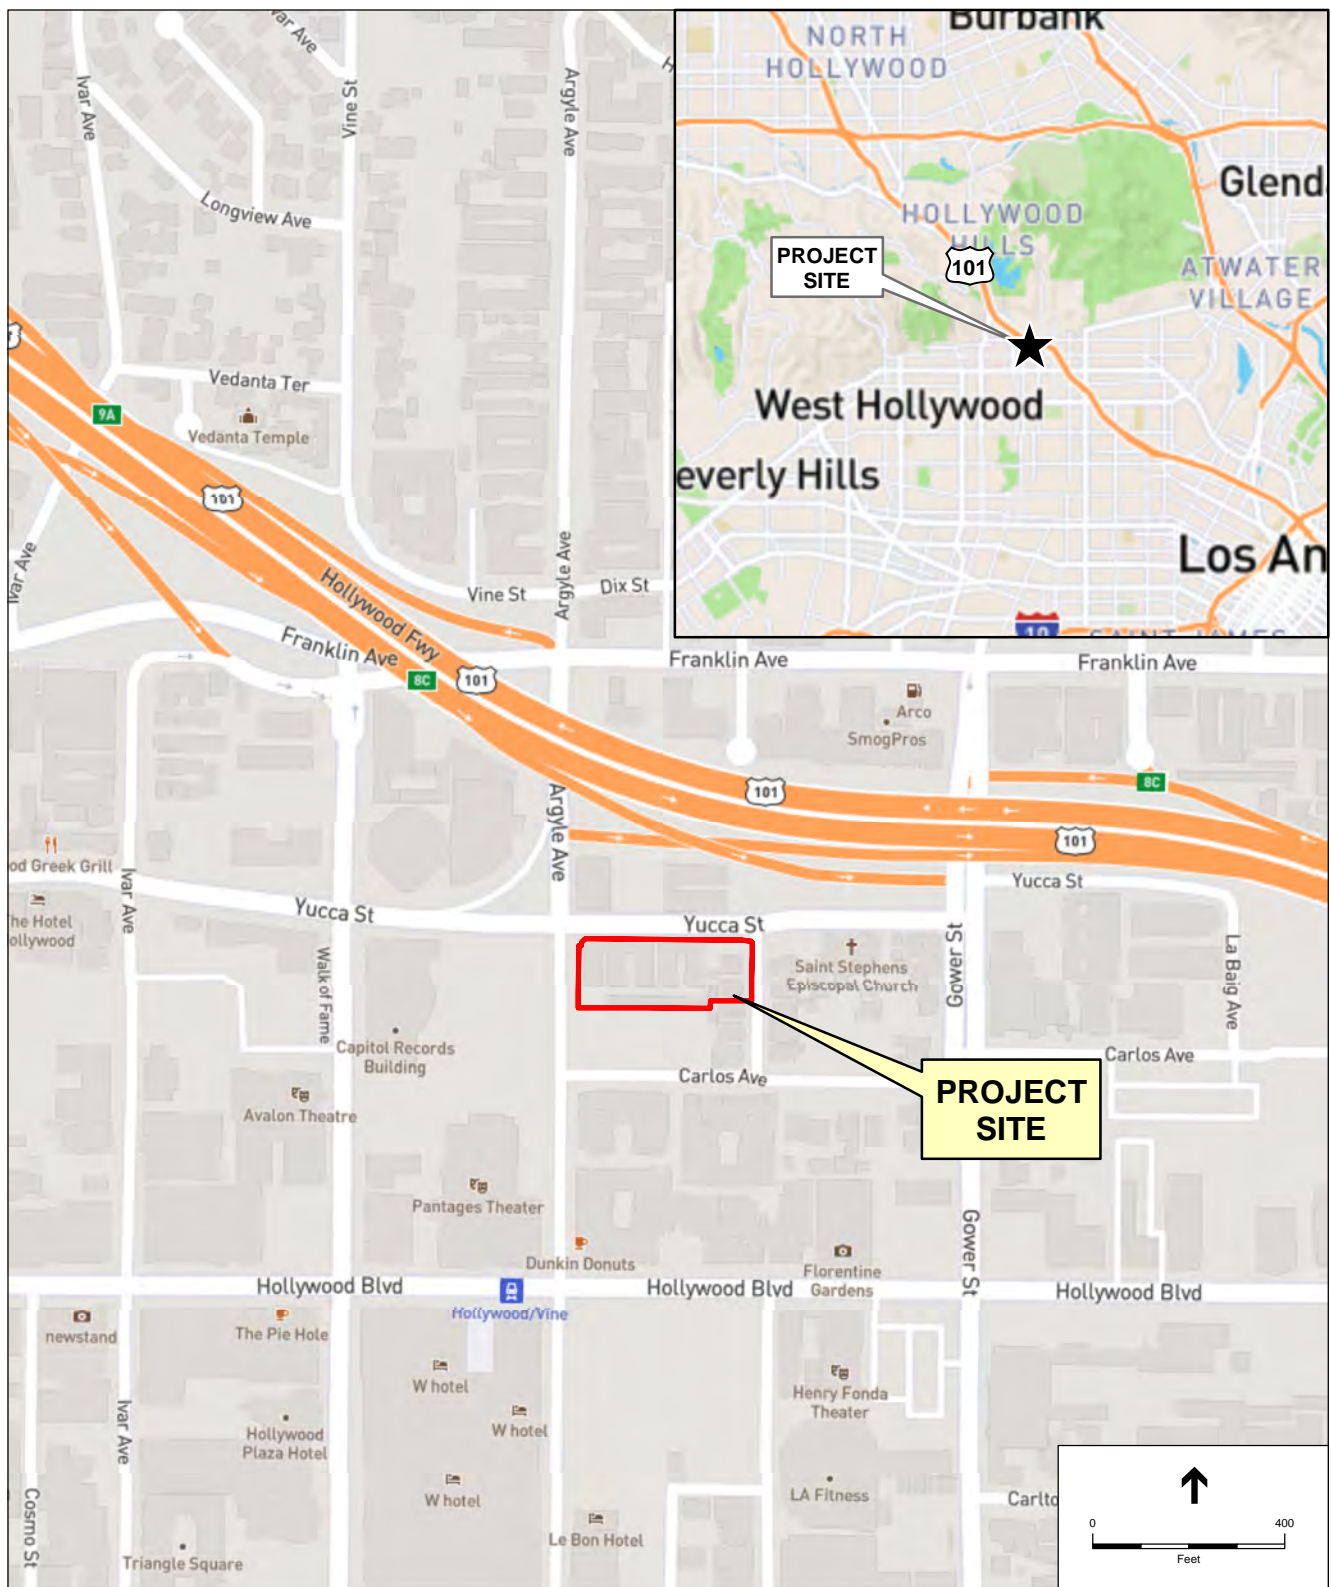 Ivar Ave
Vine St
Argyle Ave
Longview Ave
Vedanta Ter
9A
Vedanta Temple
101
Ivar Ave
Hollywood Fwy
Vine St
Argyle Ave
Dix St
Franklin Ave
8C
101
Franklin Ave
Franklin Ave
Arco
SmogPros
101
8C
101
Argyle Ave
od Greek Grill
Ivar Ave
The Hotel
ollywood
Yucca St
Yucca St
Yucca St
Walk of Fame
Saint Stephens
Episcopal Church
Gower St
La Baig Ave
Capitol Records
Building
Carlos Ave
Carlos Ave
PROJECT
SITE
Avalon Theatre
Pantages Theater
Dunkin Donuts
Florentine
Gardens
Gower St
Hollywood Blvd
Hollywood Blvd
Hollywood Blvd
Hollywood/Vine
newstand
The Pie Hole
W hotel
Henry Fonda
Theater
Ivar Ave
Hollywood
Plaza Hotel
W hotel
W hotel
LA Fitness
Carlto
Cosmo St
Le Bon Hotel
Triangle Square
0
400
Feet
Burbank
NORTH
HOLLYWOOD
Glend
HOLLYWOOD
HILLS
PROJECT
SITE
101
ATWATER
VILLAGE
West Hollywood
everly Hills
Los An
10
SAINT JAMES